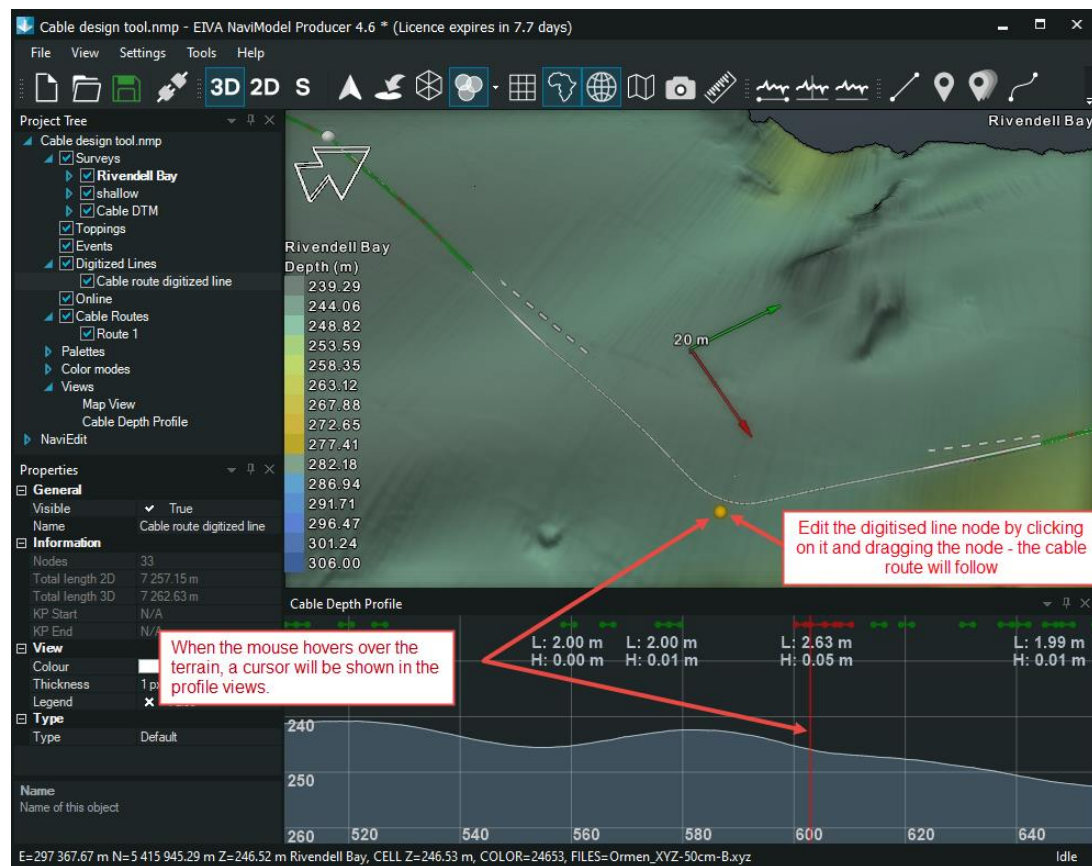 Cable design tool.nmp - EIVA NaviModel Producer 4.6 * (Licence expires in 7.7 days)
File View Settings Tools Help
3D 2D S
Project Tree
Cable design tool.nmp
Surveys
Rivendell Bay
shallow
Cable DTM
Toppings
Events
Digitized Lines
Cable route digitized line
Online
Cable Routes
Route 1
Palettes
Color modes
Views
Map View
Cable Depth Profile
NaviEdit
Properties
General
Visible True
Name Cable route digitized line
Information
Nodes 33
Total length 2D 7 257.15 m
Total length 3D 7 262.63 m
KP Start N/A
KP End N/A
View
Colour
Thickness 1 px
Legend
Type
Type Default
Name
Name of this object
Rivendell Bay
Rivendell Bay
Depth (m)
239.29
244.06
248.82
253.59
258.35
263.12
267.88
272.65
277.41
282.18
286.94
291.71
296.47
301.24
306.00
20 m
Edit the digitised line node by clicking
on it and dragging the node - the cable
route will follow
When the mouse hovers over the
terrain, a cursor will be shown in the
profile views.
Cable Depth Profile
L: 2.00 m L: 2.00 m L: 2.63 m L: 1.99 m
H: 0.00 m H: 0.01 m H: 0.05 m H: 0.01 m
240
250
260 520 540 560 580 600 620 640
E=297 367.67 m N=5 415 945.29 m Z=246.52 m Rivendell Bay, CELL Z=246.53 m, COLOR=24653, FILES=Ormen_XYZ-50cm-B.xyz Idle